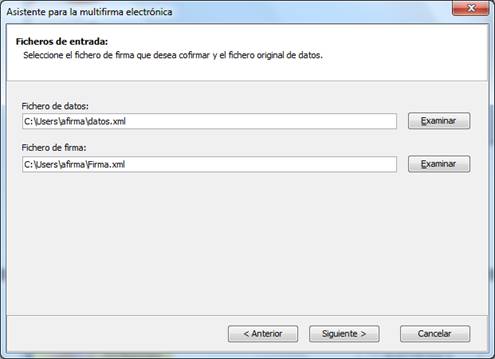 Asistente para la multifirma electrónica
Ficheros de entrada:
Seleccione el fichero de firma que desea cofirmar y el fichero original de datos.
Fichero de datos:
C:\Users\afirma\datos.xml
Examinar
Fichero de firma:
C:\Users\afirma\Firma.xml
Examinar
< Anterior
Siguiente >
Cancelar